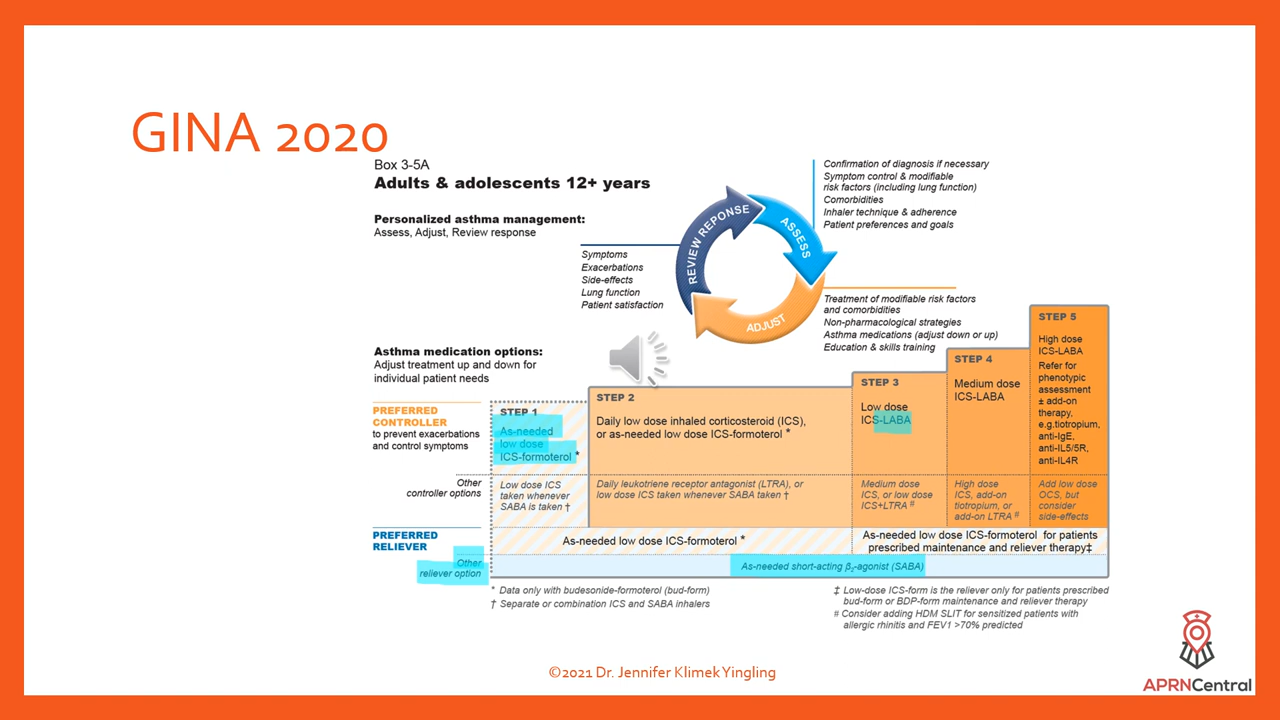 GINA 2020
Box 3-5A
Adults & adolescents 12+ years
Personalized asthma management:
Assess, Adjust, Review response
Symptoms
Exacerbations
Side-effects
Lung function
Patient satisfaction
REVIEW REPONSE
ASSESS
ADJUST
Confirmation of diagnosis if necessary
Symptom control & modifiable
risk factors (including lung function)
Comorbidities
Inhaler technique & adherence
Patient preferences and goals
Treatment of modifiable risk factors
and comorbidities
Non-pharmacological strategies
Asthma medications (adjust down or up)
Education & skills training
Asthma medication options:
Adjust treatment up and down for
individual patient needs
PREFERRED
CONTROLLER
to prevent exacerbations
and control symptoms
STEP 1
As-needed
low dose
ICS-formoterol *
STEP 2
Daily low dose inhaled corticosteroid (ICS),
or as-needed low dose ICS-formoterol *
STEP 3
Low dose
ICS-LABA
STEP 4
Medium dose
ICS-LABA
STEP 5
High dose
ICS-LABA
Refer for
phenotypic
assessment
± add-on
therapy,
e.g.tiotropium,
anti-IgE,
anti-IL5/5R,
anti-IL4R
Other
controller options
Low dose ICS
taken whenever
SABA is taken †
Daily leukotriene receptor antagonist (LTRA), or
low dose ICS taken whenever SABA taken †
Medium dose
ICS, or low dose
ICS+LTRA #
High dose
ICS, add-on
tiotropium, or
add-on LTRA #
Add low dose
OCS, but
consider
side-effects
PREFERRED
RELIEVER
As-needed low dose ICS-formoterol *
As-needed low dose ICS-formoterol for patients
prescribed maintenance and reliever therapy‡
Other
reliever option
As-needed short-acting β₂-agonist (SABA)
* Data only with budesonide-formoterol (bud-form)
† Separate or combination ICS and SABA inhalers
‡ Low-dose ICS-form is the reliever only for patients prescribed
bud-form or BDP-form maintenance and reliever therapy
# Consider adding HDM SLIT for sensitized patients with
allergic rhinitis and FEV1 >70% predicted
©2021 Dr. Jennifer Klimek Yingling
APRNCentral